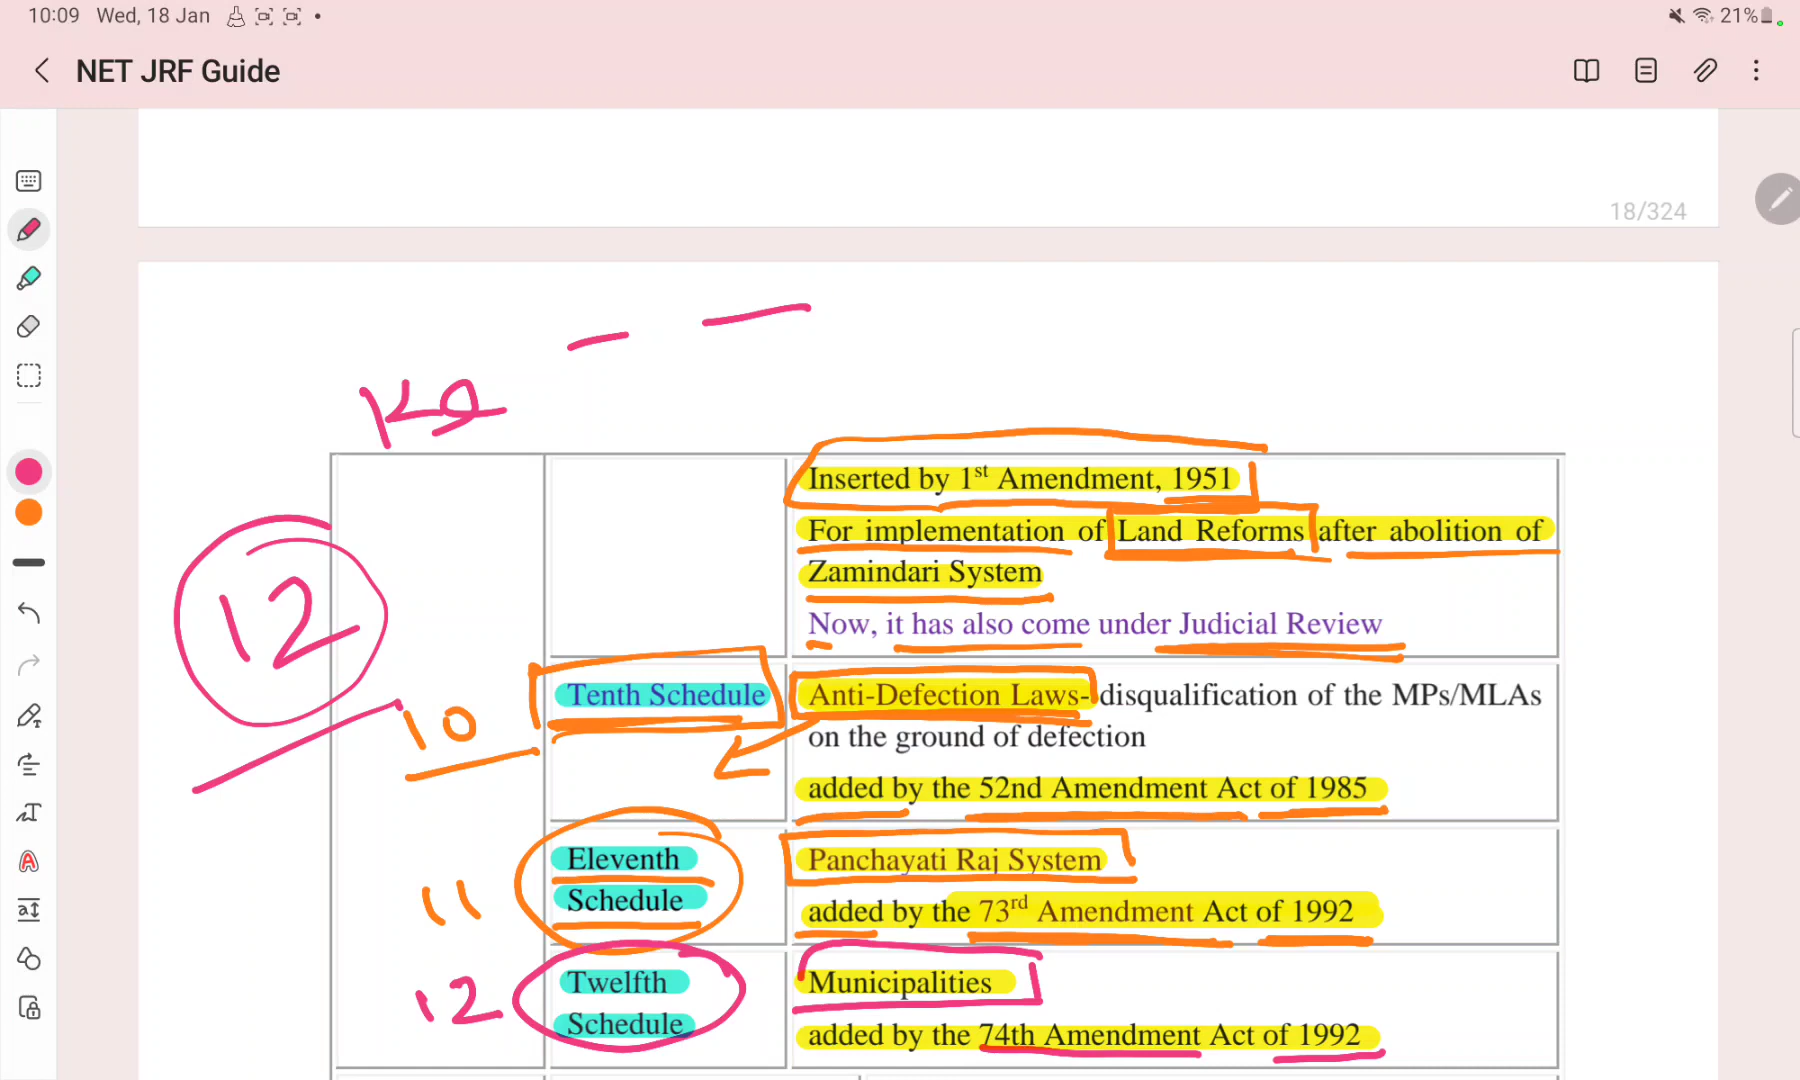 10:09 Wed, 18 Jan
21%
NET JRF Guide
18/324
12
Inserted by 1st Amendment, 1951
For implementation of Land Reforms after abolition of
Zamindari System
Now, it has also come under Judicial Review
10
Tenth Schedule
Anti-Defection Laws- disqualification of the MPs/MLAs
on the ground of defection
added by the 52nd Amendment Act of 1985
11
Eleventh
Schedule
Panchayati Raj System
added by the 73rd Amendment Act of 1992
12
Twelfth
Schedule
Municipalities
added by the 74th Amendment Act of 1992